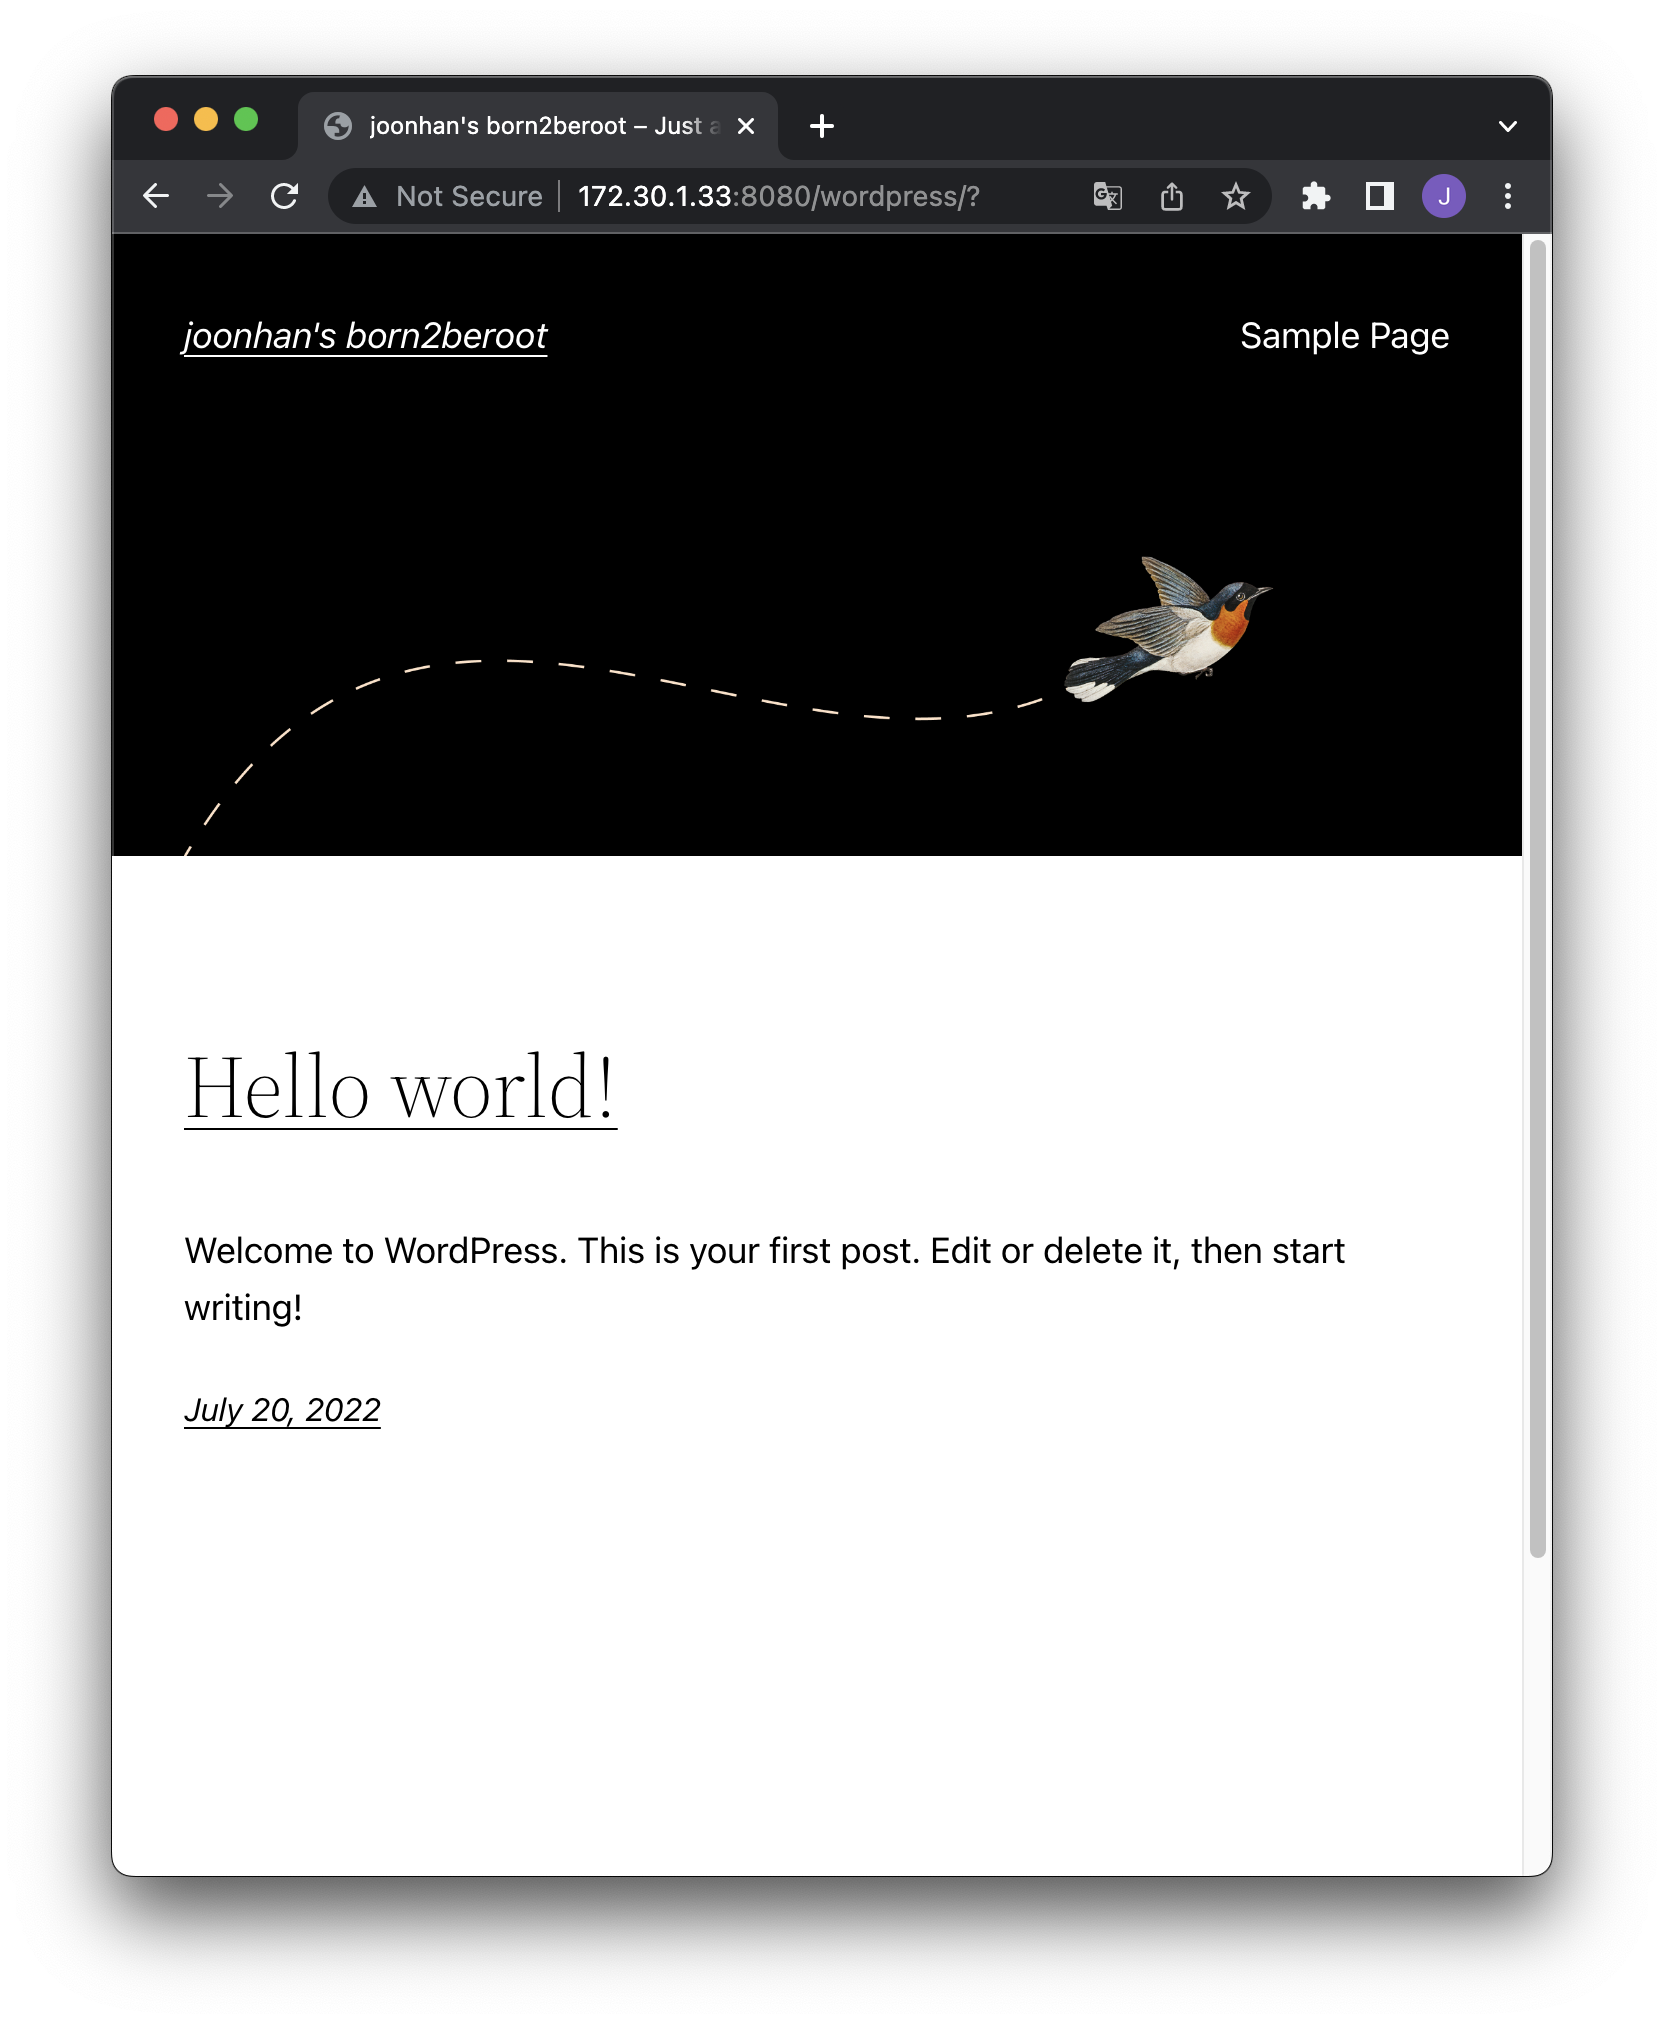 joonhan's born2beroot – Just a
Not Secure 172.30.1.33:8080/wordpress/?
J
joonhan's born2beroot
Sample Page
Hello world!
Welcome to WordPress. This is your first post. Edit or delete it, then start
writing!
July 20, 2022